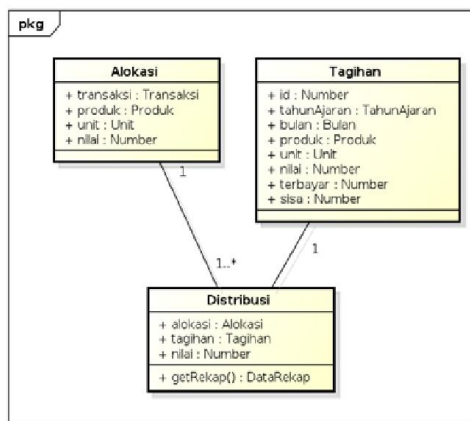 pkg
Alokasi
+ transaksi : Transaksi
+ produk : Produk
+ unit : Unit
+ nilai : Number
Tagihan
+ id : Number
+ tahunAjaran : TahunAjaran
+ bulan : Bulan
+ produk : Produk
+ unit : Unit
+ nilai : Number
+ terbayar : Number
+ sisa : Number
1
1
1..*
Distribusi
+ alokasi : Alokasi
+ tagihan : Tagihan
+ nilai : Number
+ getRekap() : DataRekap